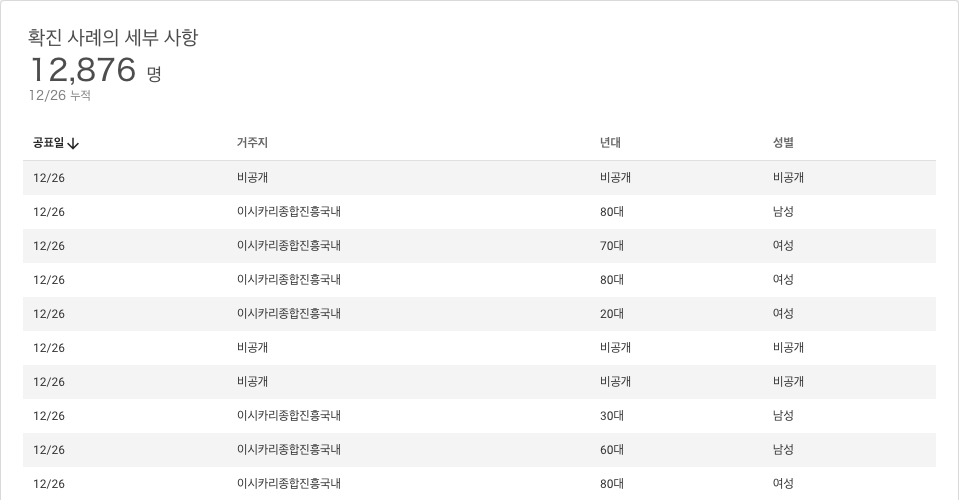 확진 사례의 세부 사항
12,876 명
12/26 누적
공표일↓ 거주지 년대 성별
12/26 비공개 비공개 비공개
12/26 이시카리종합진흥국내 80대 남성
12/26 이시카리종합진흥국내 70대 여성
12/26 이시카리종합진흥국내 80대 여성
12/26 이시카리종합진흥국내 20대 여성
12/26 비공개 비공개 비공개
12/26 비공개 비공개 비공개
12/26 이시카리종합진흥국내 30대 남성
12/26 이시카리종합진흥국내 60대 남성
12/26 이시카리종합진흥국내 80대 여성